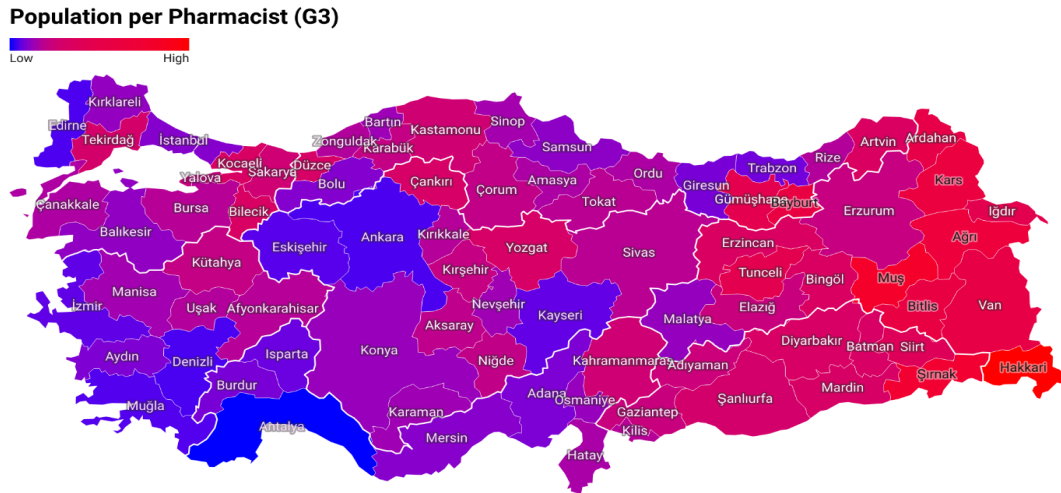 Population per Pharmacist (G3)
Low High
Kırklareli
Edirne
Tekirdağ
İstanbul
Kocaeli
Sakarya
Düzce
Yalova
Zonguldak
Bartın
Karabük
Kastamonu
Sinop
Samsun
Bolu
Çankırı
Çorum
Amasya
Ordu
Tokat
Giresun
Trabzon
Rize
Artvin
Ardahan
Gümüşhane
Bayburt
Kars
Erzurum
Iğdır
Ağrı
Çanakkale
Balıkesir
Bursa
Bilecik
Eskişehir
Ankara
Kırıkkale
Yozgat
Sivas
Erzincan
Tunceli
Bingöl
Muş
Bitlis
Van
Kütahya
Manisa
İzmir
Uşak
Afyonkarahisar
Kırşehir
Nevşehir
Kayseri
Malatya
Elazığ
Aydın
Denizli
Isparta
Konya
Aksaray
Niğde
Kahramanmaraş
Adıyaman
Diyarbakır
Batman
Siirt
Şırnak
Hakkari
Muğla
Burdur
Antalya
Karaman
Mersin
Adana
Osmaniye
Gaziantep
Kilis
Şanlıurfa
Mardin
Hatay